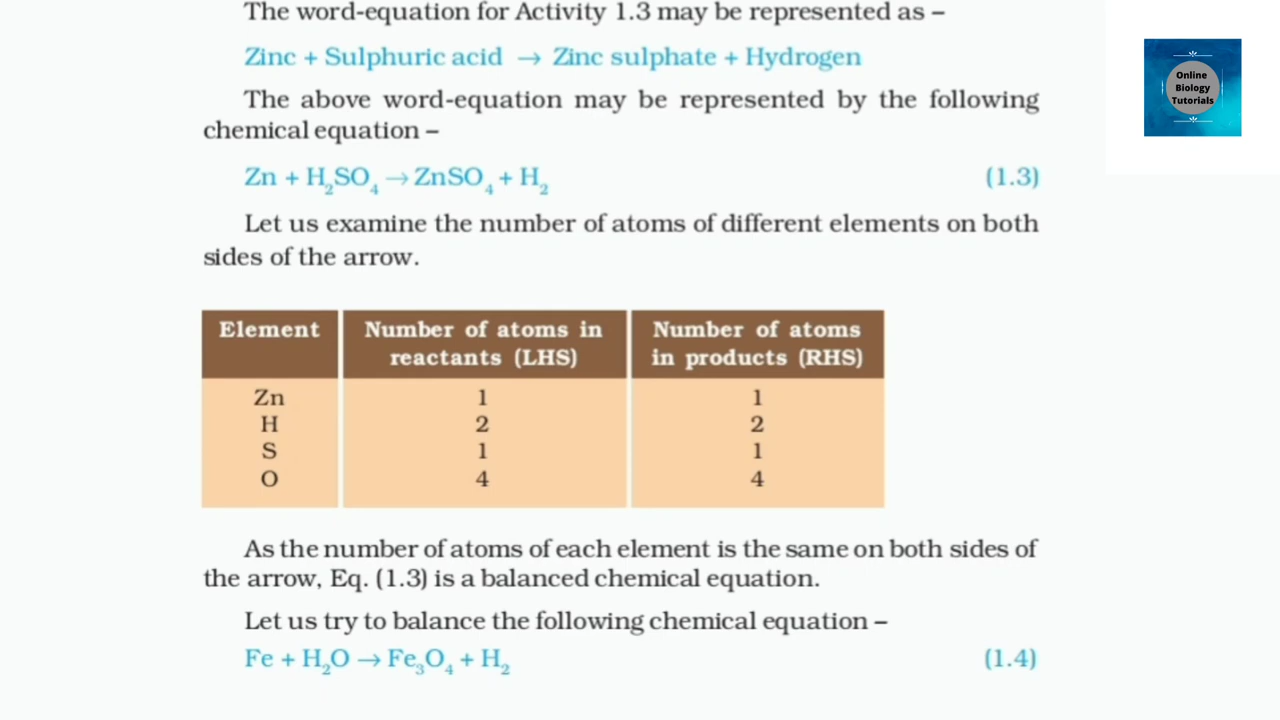 The word-equation for Activity 1.3 may be represented as –
Zinc + Sulphuric acid → Zinc sulphate + Hydrogen
The above word-equation may be represented by the following
chemical equation –
Zn + H₂SO₄ → ZnSO₄ + H₂ (1.3)
Let us examine the number of atoms of different elements on both
sides of the arrow.
Element Number of atoms in reactants (LHS) Number of atoms in products (RHS)
Zn 1 1
H 2 2
S 1 1
O 4 4
As the number of atoms of each element is the same on both sides of
the arrow, Eq. (1.3) is a balanced chemical equation.
Let us try to balance the following chemical equation –
Fe + H₂O → Fe₃O₄ + H₂ (1.4)
Online
Biology
Tutorials